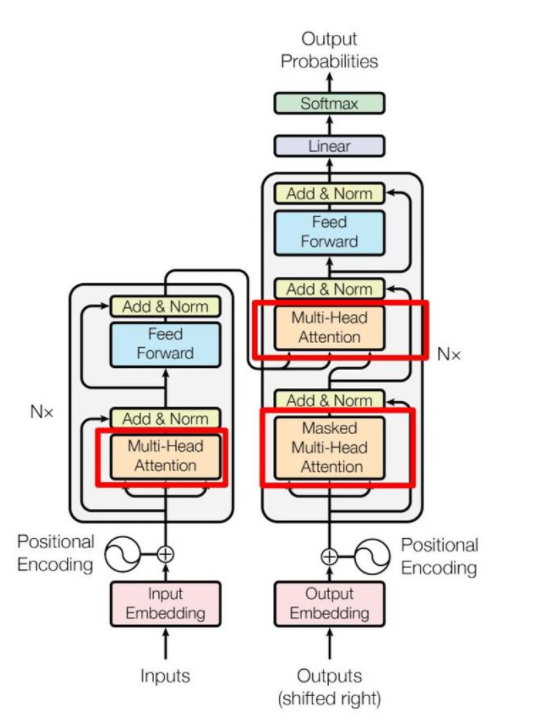 Output
Probabilities
Softmax
Linear
Add & Norm
Feed
Forward
Add & Norm
Multi-Head
Attention
Nx
Add & Norm
Masked
Multi-Head
Attention
Add & Norm
Feed
Forward
Nx
Add & Norm
Multi-Head
Attention
Positional
Encoding
Positional
Encoding
Input
Embedding
Output
Embedding
Inputs
Outputs
(shifted right)